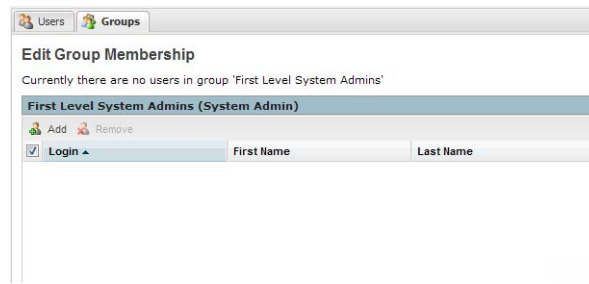 Users Groups
Edit Group Membership
Currently there are no users in group 'First Level System Admins'
First Level System Admins (System Admin)
Add Remove
Login First Name Last Name